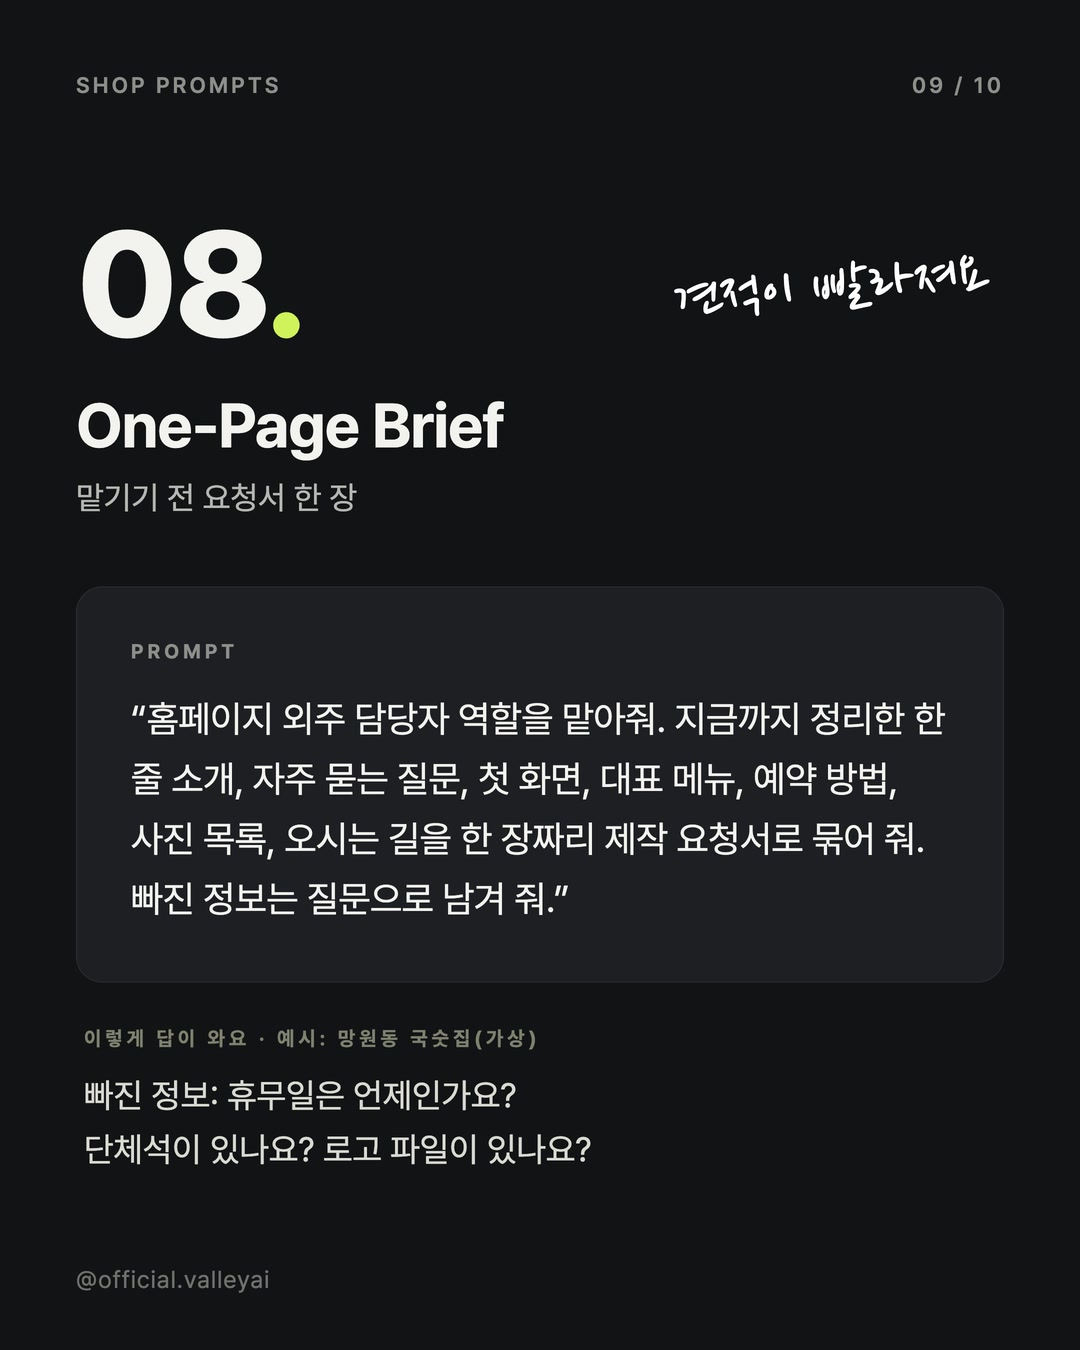 SHOP PROMPTS
09 / 10
08.
견적이 빨라져요
One-Page Brief
맡기기 전 요청서 한 장
PROMPT
“홈페이지 외주 담당자 역할을 맡아줘. 지금까지 정리한 한
줄 소개, 자주 묻는 질문, 첫 화면, 대표 메뉴, 예약 방법,
사진 목록, 오시는 길을 한 장짜리 제작 요청서로 묶어 줘.
빠진 정보는 질문으로 남겨 줘.”
이렇게 답이 와요 · 예시: 망원동 국숫집(가상)
빠진 정보: 휴무일은 언제인가요?
단체석이 있나요? 로고 파일이 있나요?
@official.valleyai